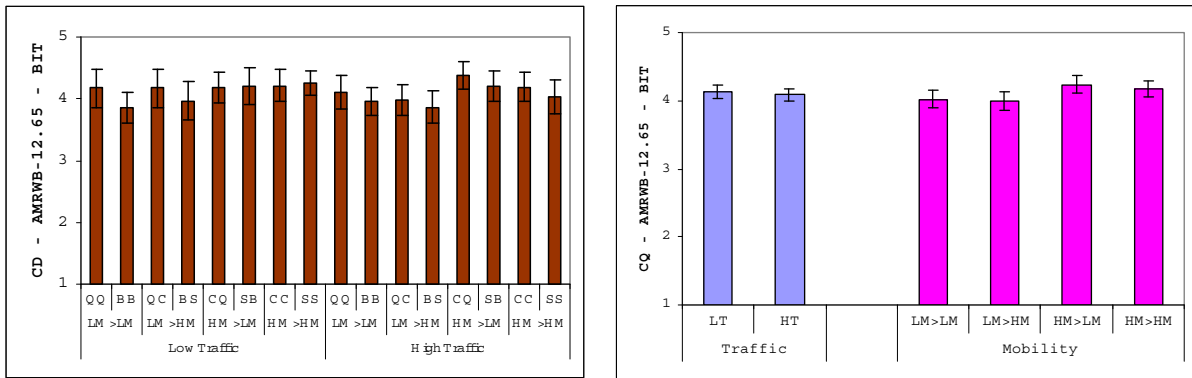 CD - AMRWB-12.65 - BIT
5
4
3
2
1
QQ BB QC BS CQ SB CC SS QQ BB QC BS CQ SB CC SS
LM >LM LM >HM HM >LM HM >HM LM >LM LM >HM HM >LM HM >HM
Low Traffic High Traffic
CQ - AMRWB-12.65 - BIT
5
4
3
2
1
LT HT LM>LM LM>HM HM>LM HM>HM
Traffic Mobility